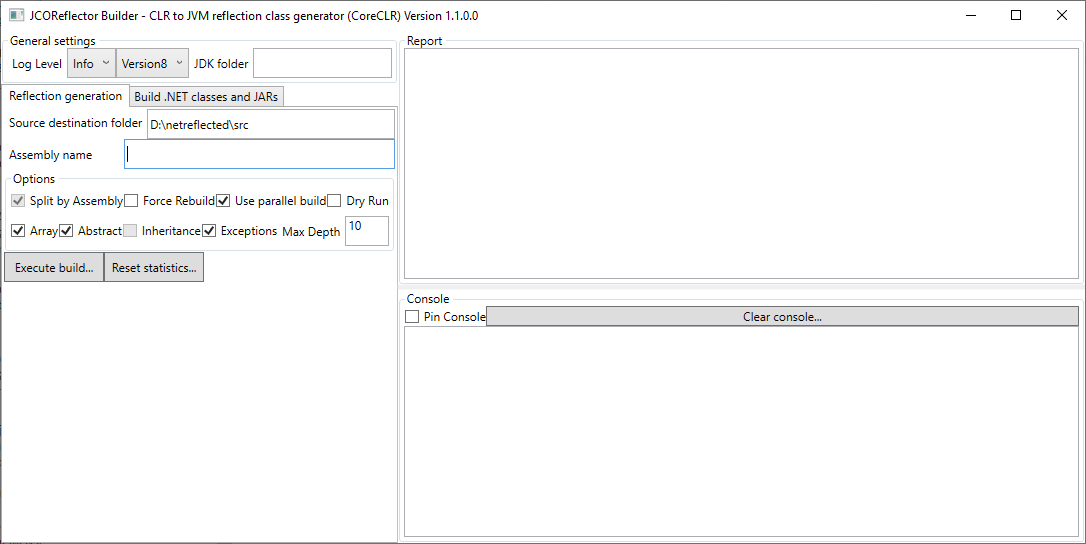 JCOReflector Builder - CLR to JVM reflection class generator (CoreCLR) Version 1.1.0.0
General settings
Log Level Info Version8 JDK folder
Reflection generation Build .NET classes and JARs
Source destination folder D:\netreflected\src
Assembly name
Options
Split by Assembly Force Rebuild Use parallel build Dry Run
Array Abstract Inheritance Exceptions Max Depth 10
Execute build... Reset statistics...
Report
Console
Pin Console Clear console...